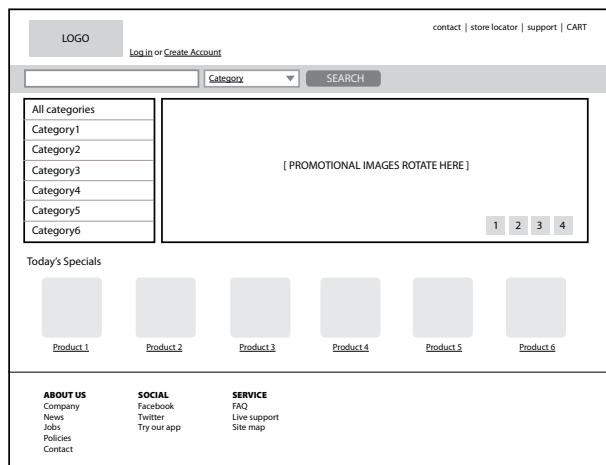 LOGO
contact | store locator | support | CART
Log in or Create Account
Category
SEARCH
All categories
Category1
Category2
Category3
Category4
Category5
Category6
[ PROMOTIONAL IMAGES ROTATE HERE ]
1 2 3 4
Today's Specials
Product 1 Product 2 Product 3 Product 4 Product 5 Product 6
ABOUT US
Company
News
Jobs
Policies
Contact
SOCIAL
Facebook
Twitter
Try our app
SERVICE
FAQ
Live support
Site map